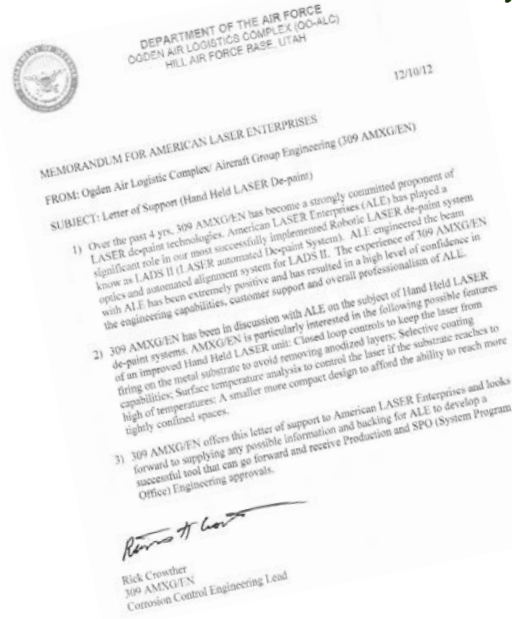 DEPARTMENT OF THE AIR FORCE
OGDEN AIR LOGISTICS COMPLEX (OO-ALC)
HILL AIR FORCE BASE, UTAH
12/10/12
MEMORANDUM FOR AMERICAN LASER ENTERPRISES
FROM: Ogden Air Logistic Complex/ Aircraft Group Engineering (309 AMXG/EN)
SUBJECT: Letter of Support (Hand Held LASER De-paint)
1) Over the past 4 yrs. 309 AMXG/EN has become a strongly committed proponent of
LASER de-paint technologies. American LASER Enterprises (ALE) has played a
significant role in our most successfully implemented Robotic LASER de-paint system
know as LADS II (LASER automated De-paint System). ALE engineered the beam
optics and automated alignment system for LADS II. The experience of 309 AMXG/EN
with ALE has been extremely positive and has resulted in a high level of confidence in
the engineering capabilities, customer support and overall professionalism of ALE.
2) 309 AMXG/EN has been in discussion with ALE on the subject of Hand Held LASER
de-paint systems. AMXG/EN is particularly interested in the following possible features
of an improved Hand Held LASER unit: Closed loop controls to keep the laser from
firing on the metal substrate to avoid removing anodized layers; Selective coating
capabilities; Surface temperature analysis to control the laser if the substrate reaches to
high of temperatures; A smaller more compact design to afford the ability to reach more
tightly confined spaces.
3) 309 AMXG/EN offers this letter of support to American LASER Enterprises and looks
forward to supplying any possible information and backing for ALE to develop a
successful tool that can go forward and receive Production and SPO (System Program
Office) Engineering approvals.
Rick Crowther
309 AMXG/EN
Corrosion Control Engineering Lead